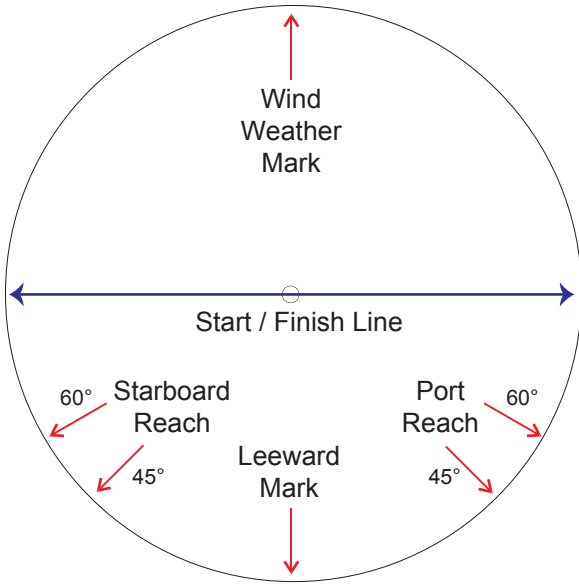 Wind
Weather
Mark
Start / Finish Line
60°
Starboard
Reach
45°
Leeward
Mark
Port
Reach
60°
45°